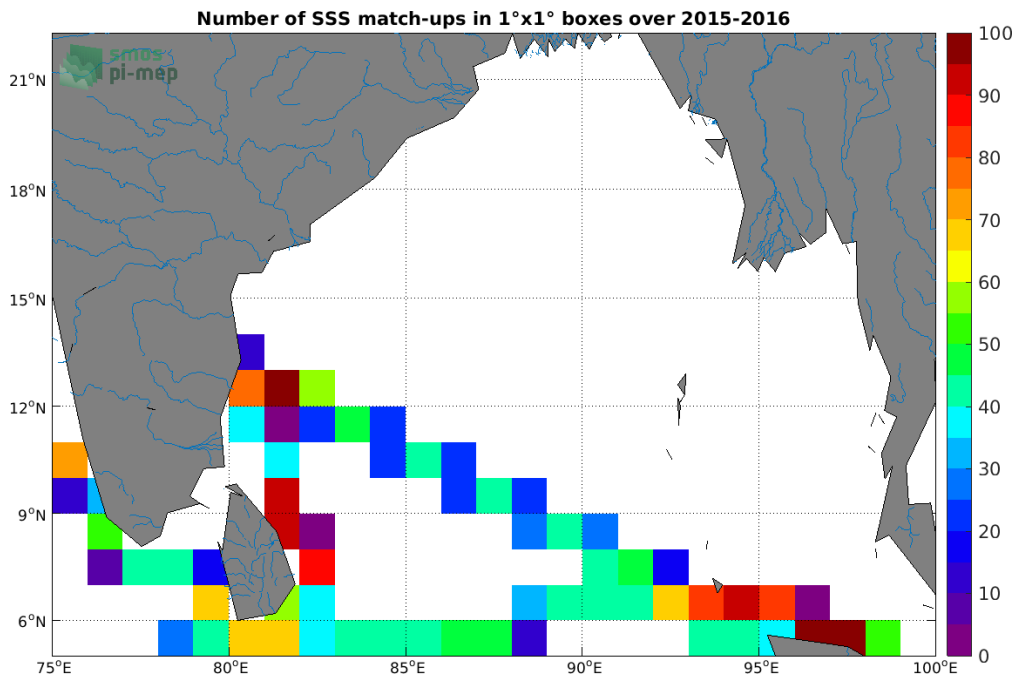 Number of SSS match-ups in 1°x1° boxes over 2015-2016
smos
pi-mep
21°N
18°N
15°N
12°N
9°N
6°N
75°E
80°E
85°E
90°E
95°E
100°E
100
90
80
70
60
50
40
30
20
10
0